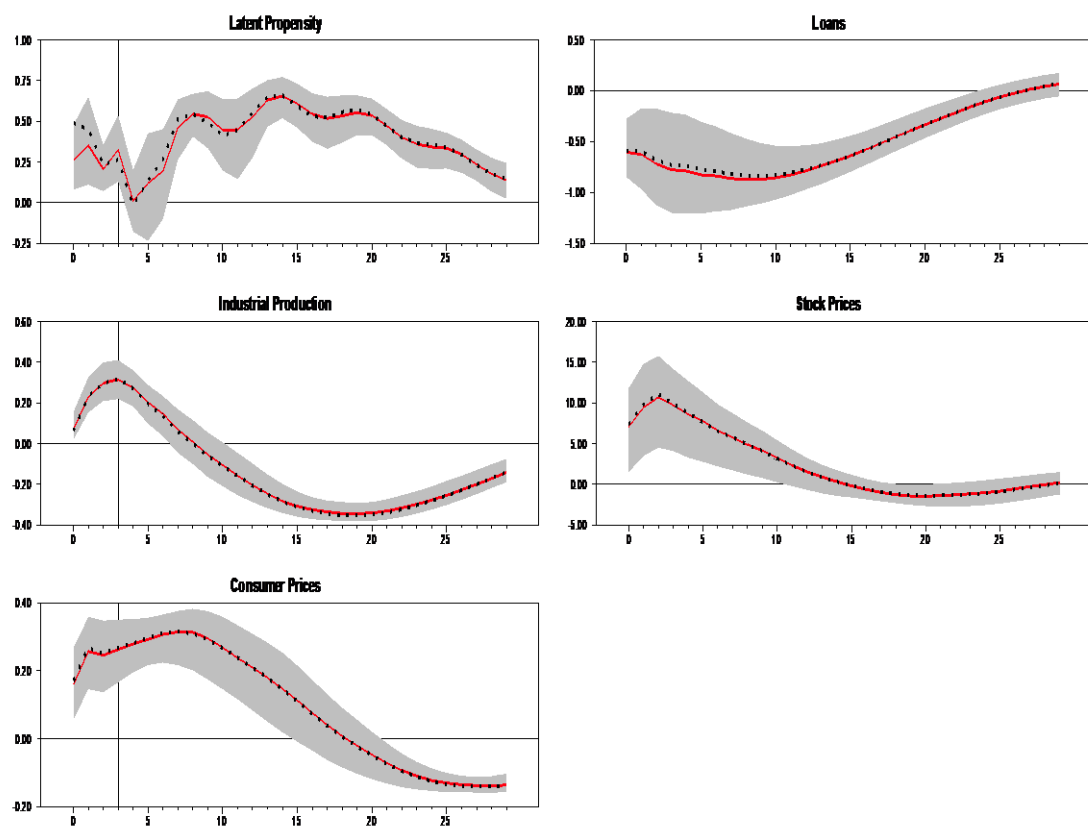 Latent Propensity
1.00
0.75
0.50
0.25
0.00
-0.25
0 5 10 15 20 25
Loans
0.50
0.00
-0.50
-1.00
-1.50
0 5 10 15 20 25
Industrial Production
0.60
0.40
0.20
0.00
-0.20
-0.40
0 5 10 15 20 25
Stock Prices
20.00
15.00
10.00
5.00
0.00
-5.00
0 5 10 15 20 25
Consumer Prices
0.40
0.20
0.00
-0.20
0 5 10 15 20 25